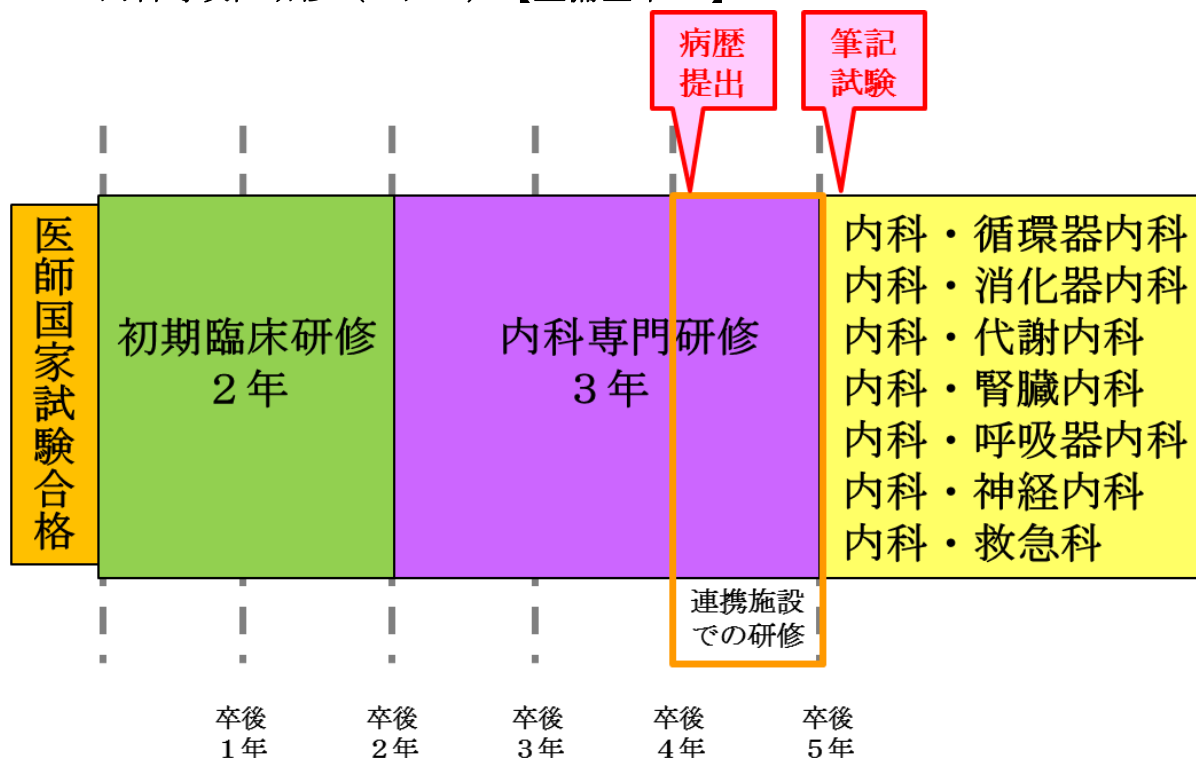 病歴
提出
筆記
試験
医師国家試験合格
初期臨床研修
２年
内科専門研修
３年
内科・循環器内科
内科・消化器内科
内科・代謝内科
内科・腎臓内科
内科・呼吸器内科
内科・神経内科
内科・救急科
連携施設
での研修
卒後
１年
卒後
２年
卒後
３年
卒後
４年
卒後
５年